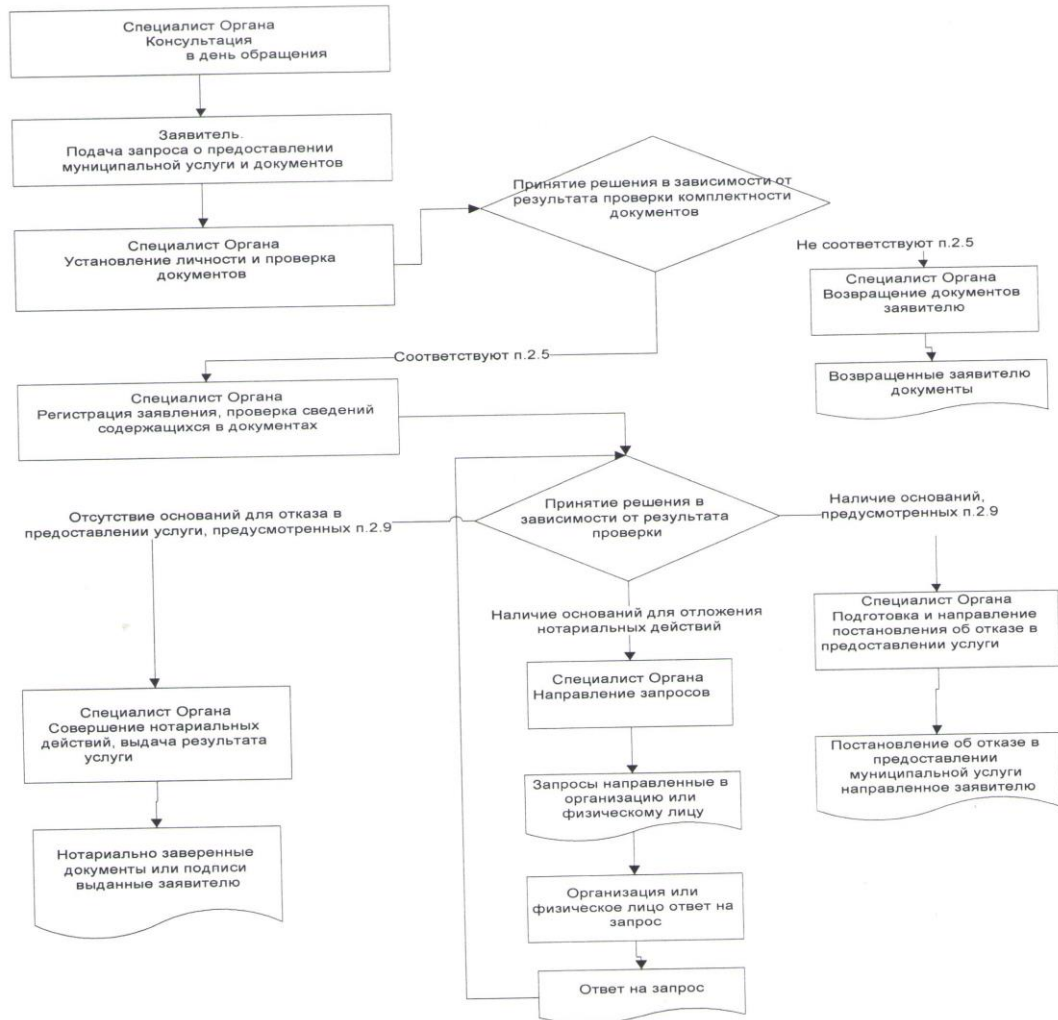 Специалист Органа
Консультация
в день обращения
Заявитель.
Подача запроса о предоставлении
муниципальной услуги и документов
Специалист Органа
Установление личности и проверка
документов
Принятие решения в зависимости от
результата проверки комплектности
документов
Не соответствуют п.2.5
Специалист Органа
Возвращение документов
заявителю
Возвращенные заявителю
документы
Соответствуют п.2.5
Специалист Органа
Регистрация заявления, проверка сведений
содержащихся в документах
Принятие решения в
зависимости от результата
проверки
Отсутствие оснований для отказа в
предоставлении услуги, предусмотренных п.2.9
Наличие оснований,
предусмотренных п.2.9
Наличие оснований для отложения
нотариальных действий
Специалист Органа
Подготовка и направление
постановления об отказе в
предоставлении услуги
Постановление об отказе в
предоставлении
муниципальной услуги
направленное заявителю
Специалист Органа
Направление запросов
Запросы направленные в
организацию или
физическому лицу
Организация или
физическое лицо ответ на
запрос
Ответ на запрос
Специалист Органа
Совершение нотариальных
действий, выдача результата
услуги
Нотариально заверенные
документы или подписи
выданные заявителю